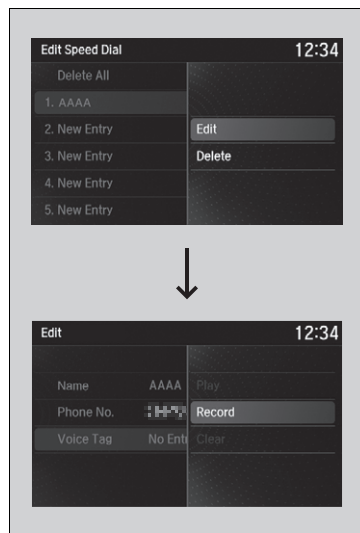 Edit Speed Dial 12:34
Delete All
1. AAAA
2. New Entry Edit
3. New Entry Delete
4. New Entry
5. New Entry
Edit 12:34
Name AAAA Play
Phone No. Record
Voice Tag No Clear